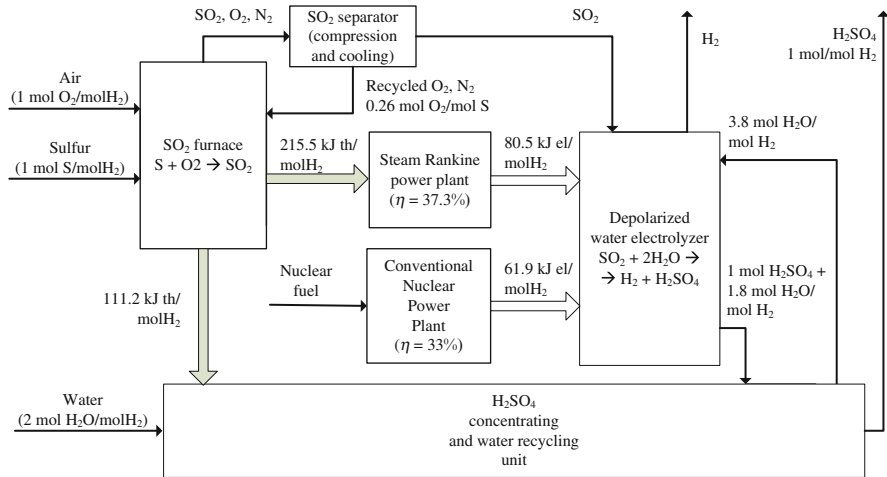 SO₂, O₂, N₂
SO₂ separator
(compression
and cooling)
SO₂
H₂
H₂SO₄
1 mol/mol H₂
Air
(1 mol O₂/molH₂)
Recycled O₂, N₂
0.26 mol O₂/mol S
Sulfur
(1 mol S/molH₂)
SO₂ furnace
S + O2 → SO₂
215.5 kJ th/
molH₂
Steam Rankine
power plant
(η = 37.3%)
80.5 kJ el/
molH₂
3.8 mol H₂O/
mol H₂
Depolarized
water electrolyzer
SO₂ + 2H₂O →
→ H₂ + H₂SO₄
111.2 kJ th/
molH₂
Nuclear
fuel
Conventional
Nuclear
Power
Plant
(η = 33%)
61.9 kJ el/
molH₂
1 mol H₂SO₄ +
1.8 mol H₂O/
mol H₂
Water
(2 mol H₂O/molH₂)
H₂SO₄
concentrating
and water recycling
unit